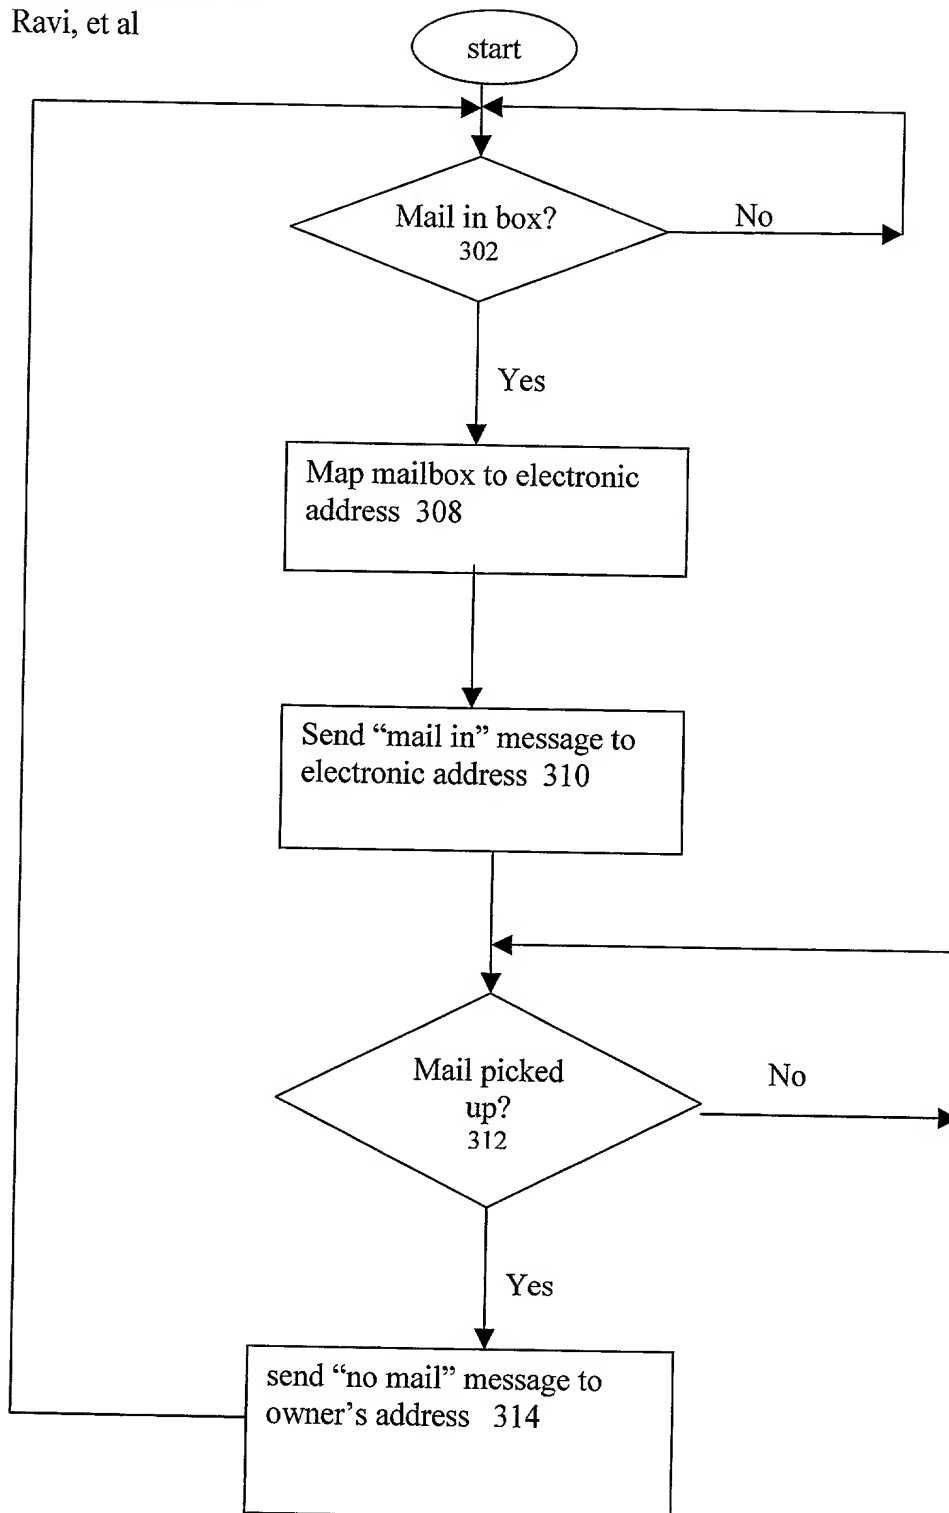 Ravi, et al
start
Mail in box?
302
No
Yes
Map mailbox to electronic
address 308
Send “mail in” message to
electronic address 310
Mail picked
up?
312
No
Yes
send “no mail” message to
owner’s address 314